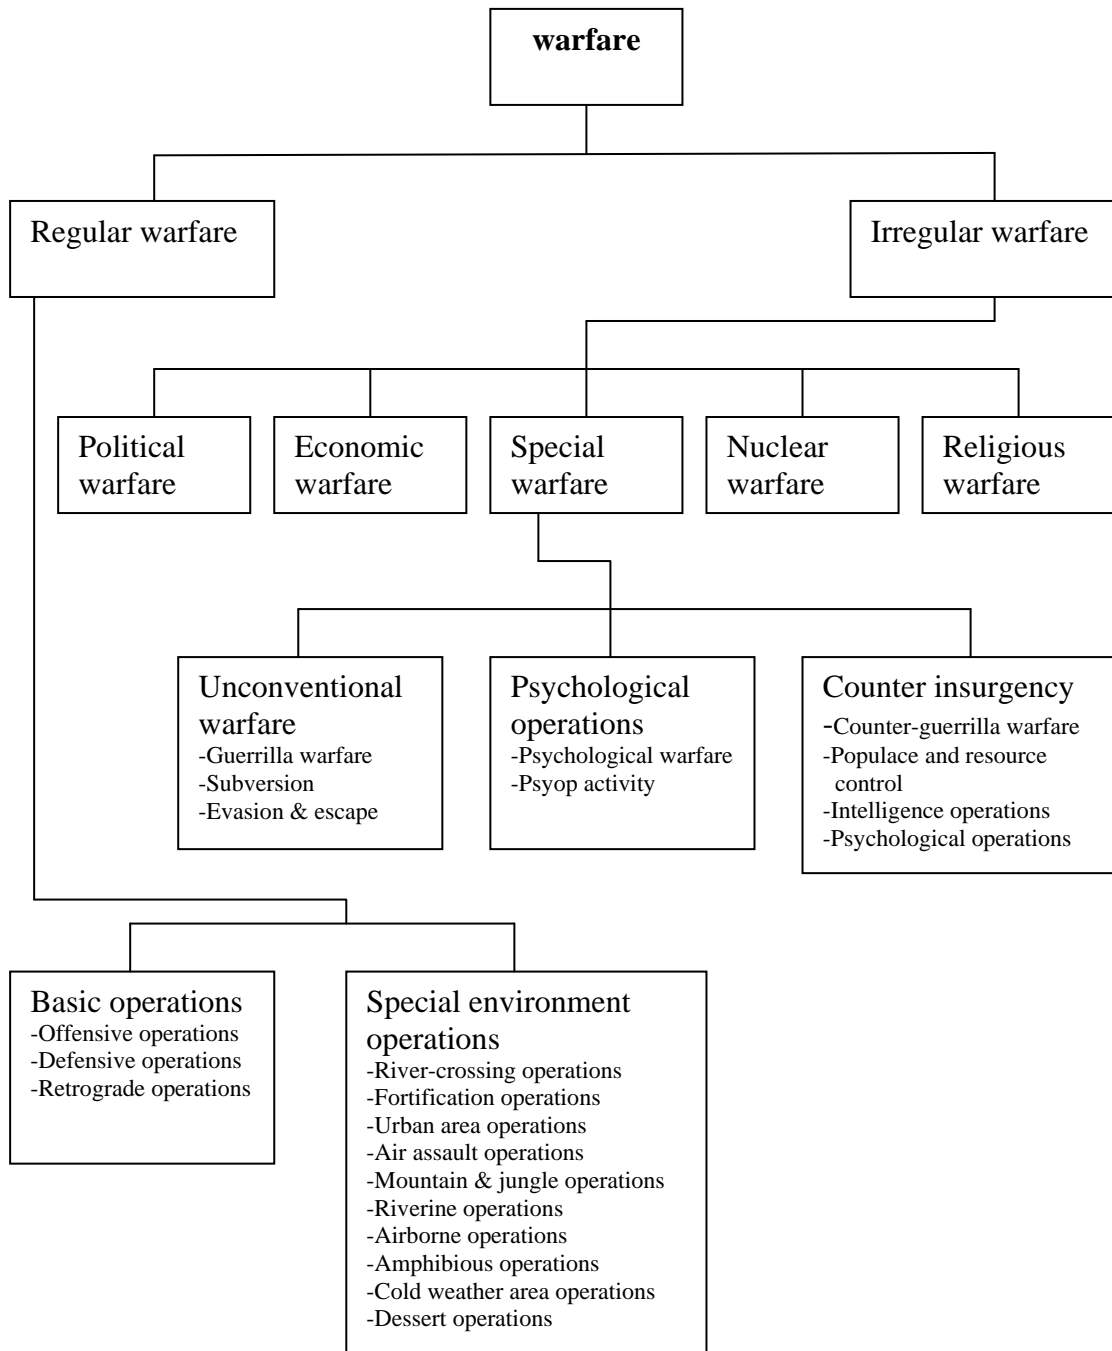 warfare
Regular warfare
Irregular warfare
Political
warfare
Economic
warfare
Special
warfare
Nuclear
warfare
Religious
warfare
Unconventional
warfare
-Guerrilla warfare
-Subversion
-Evasion & escape
Psychological
operations
-Psychological warfare
-Psyop activity
Counter insurgency
-Counter-guerrilla warfare
-Populace and resource
control
-Intelligence operations
-Psychological operations
Basic operations
-Offensive operations
-Defensive operations
-Retrograde operations
Special environment
operations
-River-crossing operations
-Fortification operations
-Urban area operations
-Air assault operations
-Mountain & jungle operations
-Riverine operations
-Airborne operations
-Amphibious operations
-Cold weather area operations
-Dessert operations